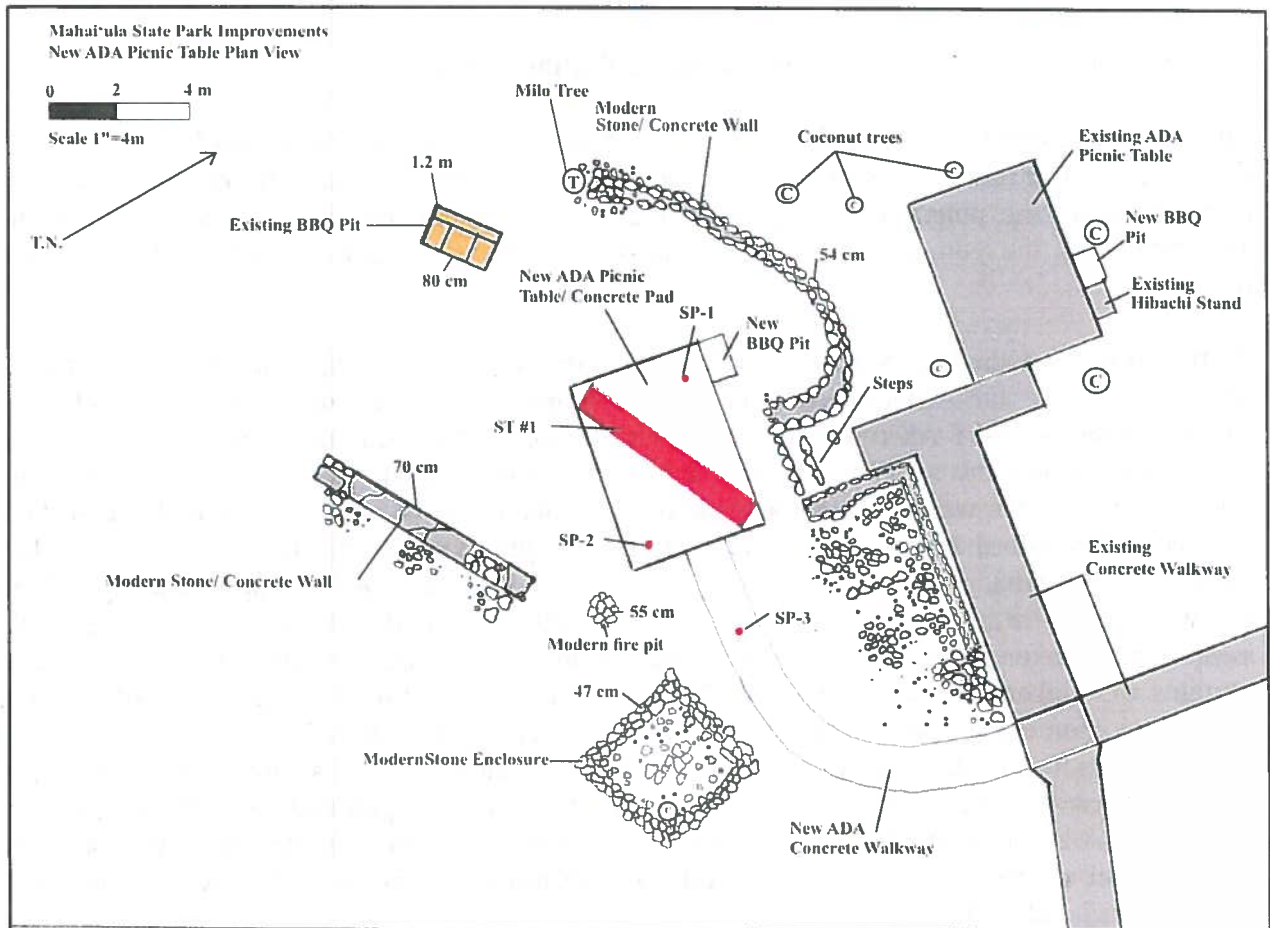 Mahai‘ula State Park Improvements
New ADA Picnic Table Plan View
0 2 4 m
Scale 1"=4m
T.N.
Milo Tree
T
Modern
Stone/ Concrete Wall
Coconut trees
C
C
C
Existing ADA
Picnic Table
New BBQ
Pit
C
Existing
Hibachi Stand
1.2 m
Existing BBQ Pit
80 cm
54 cm
New ADA Picnic
Table/ Concrete Pad
SP-1
New
BBQ Pit
C
C
Steps
ST #1
70 cm
SP-2
Modern Stone/ Concrete Wall
55 cm
Modern fire pit
SP-3
Existing
Concrete Walkway
47 cm
ModernStone Enclosure
C
New ADA
Concrete Walkway